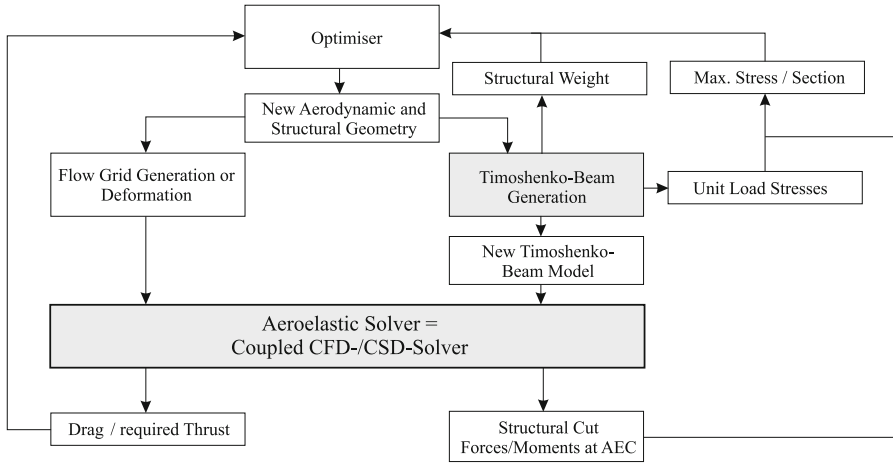 Optimiser
Structural Weight
Max. Stress / Section
New Aerodynamic and
Structural Geometry
Flow Grid Generation or
Deformation
Timoshenko-Beam
Generation
Unit Load Stresses
New Timoshenko-
Beam Model
Aeroelastic Solver =
Coupled CFD-/CSD-Solver
Drag / required Thrust
Structural Cut
Forces/Moments at AEC